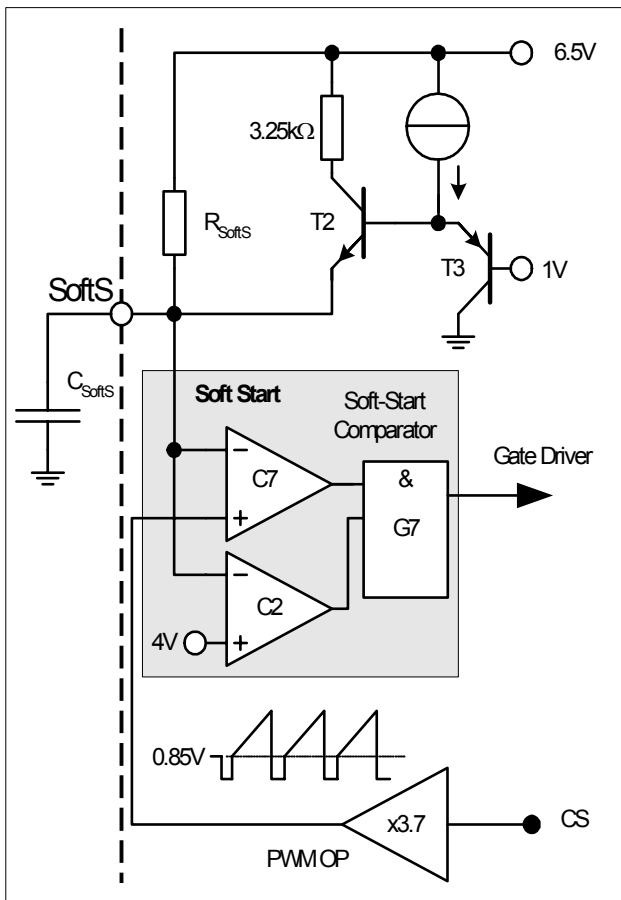 6.5V
3.25kΩ
R_SoftS
T2
T3
1V
SoftS
C_SoftS
Soft Start
Soft-Start
Comparator
Gate Driver
−
C7
+
&
G7
−
C2
4V
+
0.85V
x3.7
CS
PWM OP